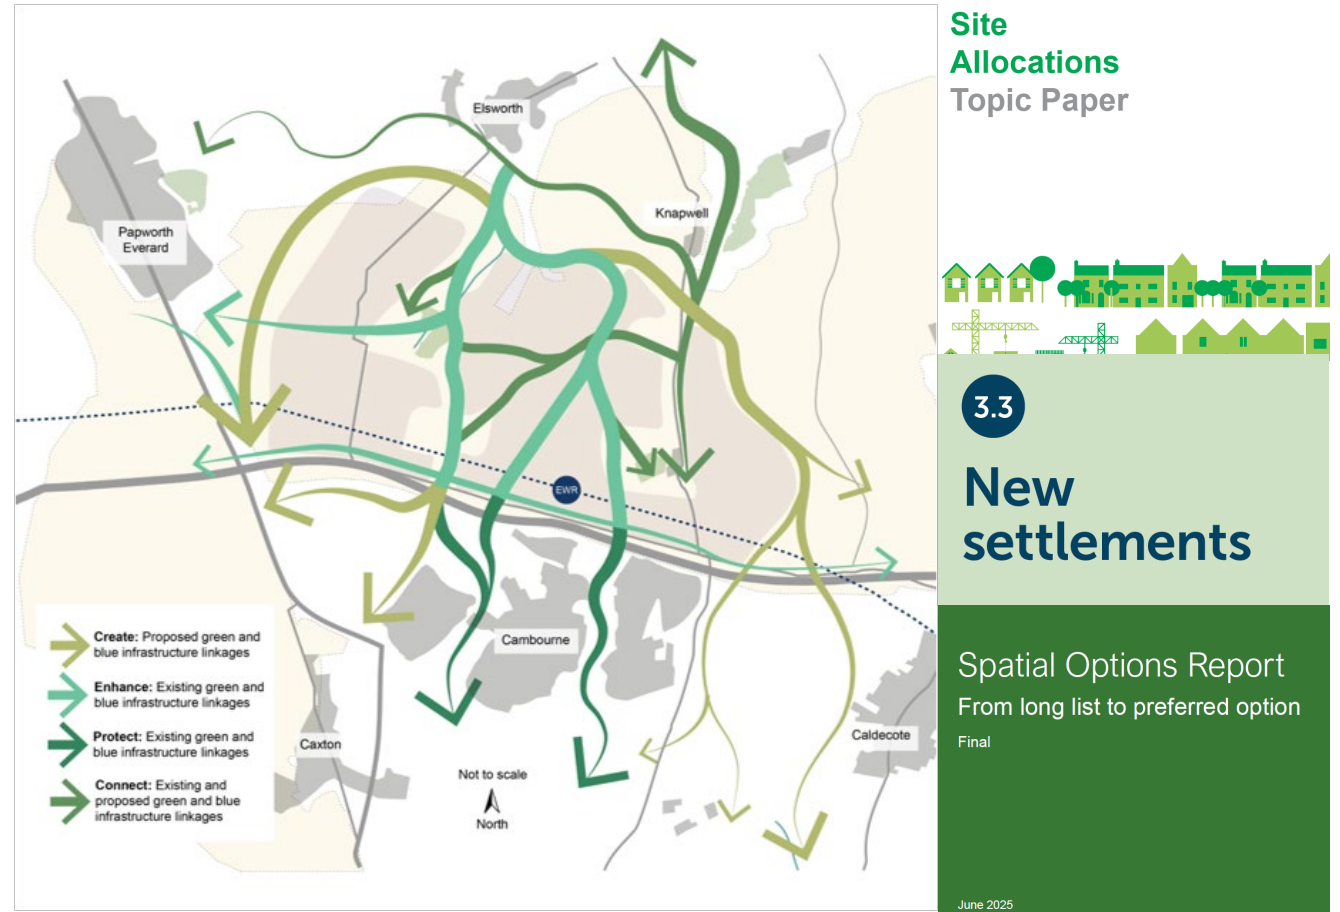 Elsworth
Papworth
Everard
Knapwell
EWR
Cambourne
Caxton
Caldecote
Not to scale
North
Create: Proposed green and
blue infrastructure linkages
Enhance: Existing green and
blue infrastructure linkages
Protect: Existing green and
blue infrastructure linkages
Connect: Existing and
proposed green and blue
infrastructure linkages
Site
Allocations
Topic Paper
3.3
New
settlements
Spatial Options Report
From long list to preferred option
Final
June 2025